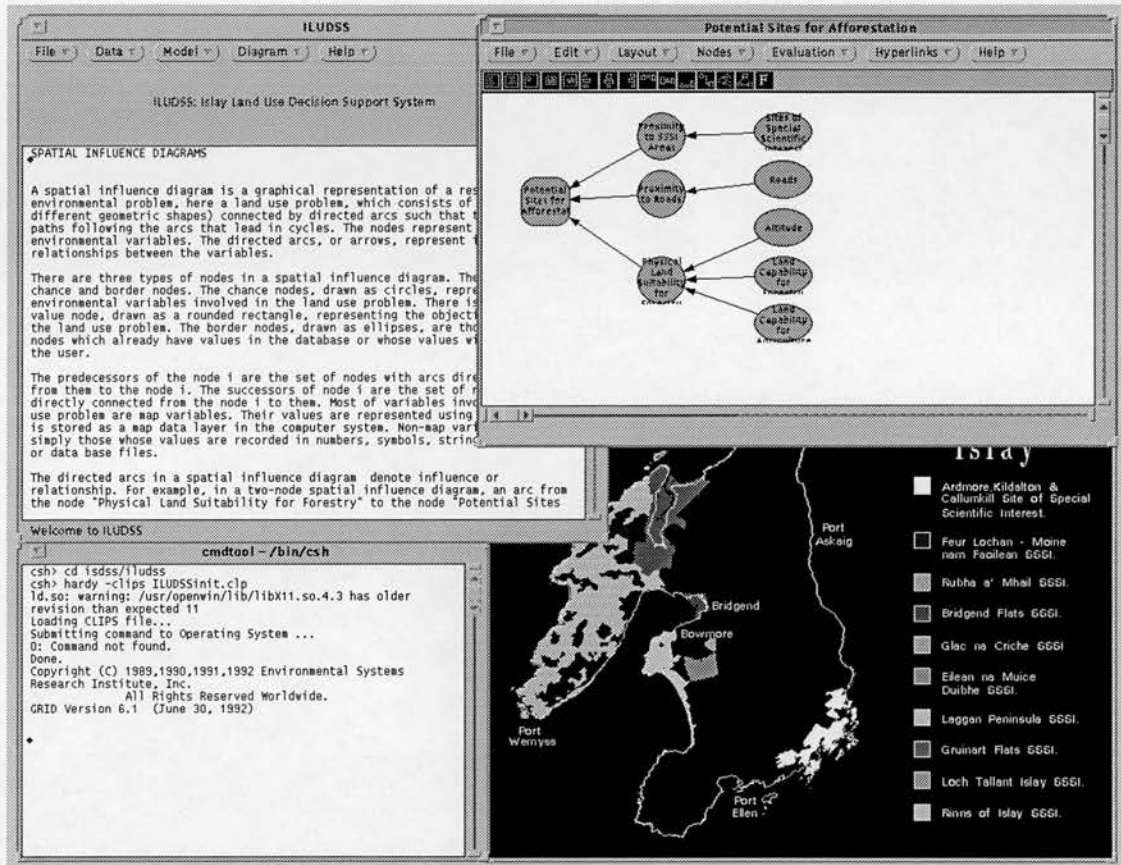 ILUDSS
File
Data
Model
Diagram
Help
ILUDSS: Islay Land Use Decision Support System
SPATIAL INFLUENCE DIAGRAMS
A spatial influence diagram is a graphical representation of a res
environmental problem, here a land use problem, which consists of
different geometric shapes) connected by directed arcs such that
paths following the arcs that lead in cycles. The nodes represent
environmental variables. The directed arcs, or arrows, represent
relationships between the variables.
There are three types of nodes in a spatial influence diagram. The
chance and border nodes. The chance nodes, drawn as circles, repre
environmental variables involved in the land use problem. There is
value node, drawn as a rounded rectangle, representing the objecti
the land use problem. The border nodes, drawn as ellipses, are tho
nodes which already have values in the database or whose values wi
the user.
The predecessors of the node i are the set of nodes with arcs dire
from them to the node i. The successors of node i are the set of
directly connected from the node i to them. Most of variables invo
use problem are map variables. Their values are represented using
is stored as a map data layer in the computer system. Non-map vari
simply those whose values are recorded in numbers, symbols, string
or data base files.
The directed arcs in a spatial influence diagram denote influence or
relationship. For example, in a two-node spatial influence diagram, an arc from
the node "Physical Land Suitability for Forestry" to the node "Potential Sites
Welcome to ILUDSS
Potential Sites for Afforestation
File
Edit
Layout
Nodes
Evaluation
Hyperlinks
Help
F
Proximity
to SSSI
Areas
Sites of
Special
Scientific
Interest
Potential
Sites for
Afforestat
Proximity
to Roads
Roads
Altitude
Physical
Land
Suitability
for
Forestry
Land
Capability
for
Forestry
Land
Capability
for
Agriculture
cmdtool - /bin/csh
csh> cd isdss/iludss
csh> hardy -clips ILUDSSinit.clp
ld.so: warning: /usr/openwin/lib/libX11.so.4.3 has older
revision than expected 11
Loading CLIPS file...
Submitting command to Operating System ...
0: Command not found.
Done.
Copyright (C) 1989,1990,1991,1992 Environmental Systems
Research Institute, Inc.
All Rights Reserved Worldwide.
GRID Version 6.1 (June 30, 1992)
Islay
Port
Askaig
Bridgend
Bowmore
Port
Wemyss
Port
Ellen
Ardmore,Kildalton &
Callumkill Site of Special
Scientific Interest.
Feur Lochan - Moine
nam Faoilean SSSI.
Rubha a' Mhail SSSI.
Bridgend Flats SSSI.
Glac na Criche SSSI
Eilean na Muice
Duibhe SSSI.
Laggan Peninsula SSSI.
Gruinart Flats SSSI.
Loch Tallant Islay SSSI.
Rinns of Islay SSSI.